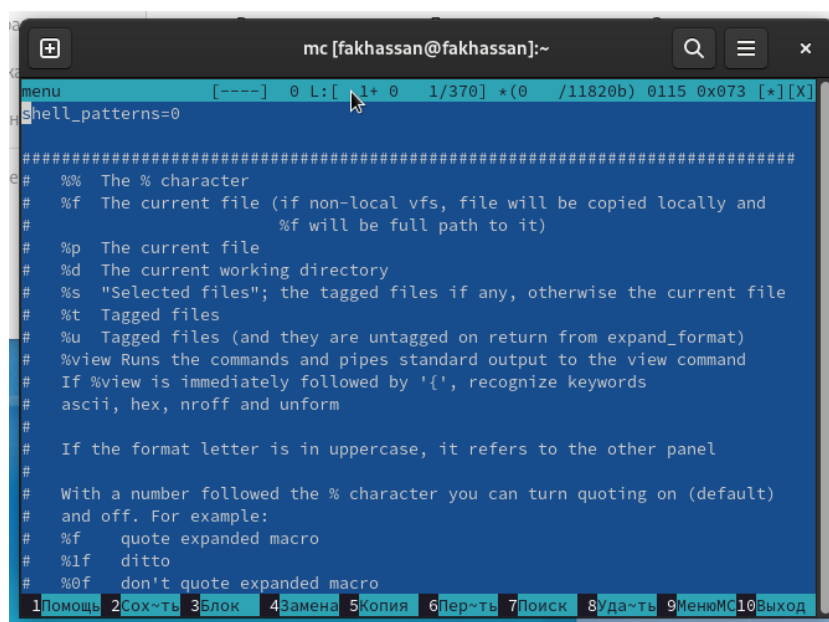 mc [fakhassan@fakhassan]:~
menu [----] 0 L:[ 1+ 0 1/370] *(0 /11820b) 0115 0x073 [*][X]
shell_patterns=0
###############################################################################
# %% The % character
# %f The current file (if non-local vfs, file will be copied locally and
# %f will be full path to it)
# %p The current file
# %d The current working directory
# %s "Selected files"; the tagged files if any, otherwise the current file
# %t Tagged files
# %u Tagged files (and they are untagged on return from expand_format)
# %view Runs the commands and pipes standard output to the view command
# If %view is immediately followed by '{', recognize keywords
# ascii, hex, nroff and unform
#
# If the format letter is in uppercase, it refers to the other panel
#
# With a number followed the % character you can turn quoting on (default)
# and off. For example:
# %f quote expanded macro
# %1f ditto
# %0f don't quote expanded macro
1Помощь 2Сох~ть 3Блок 4Замена 5Копия 6Пер~ть 7Поиск 8Уда~ть 9МенюMC10Выход